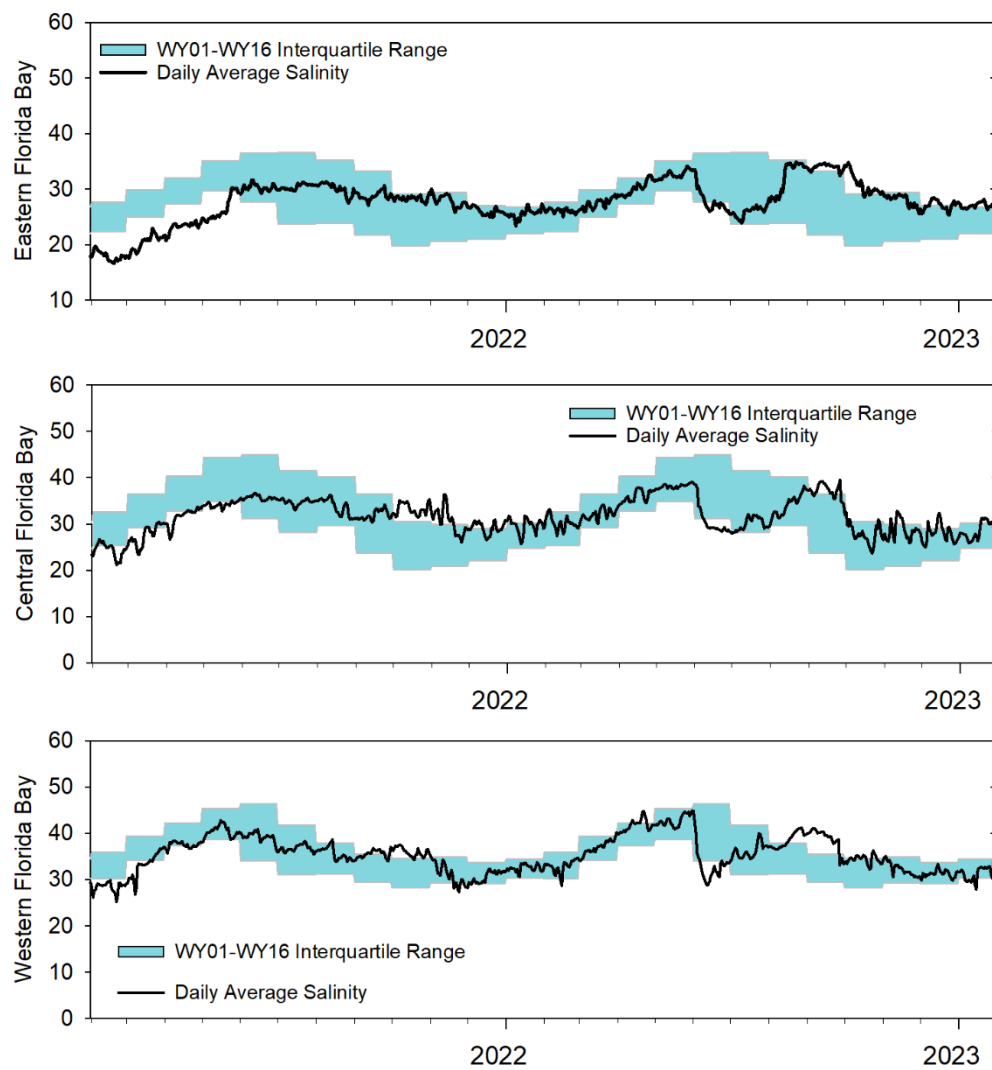 60
WY01-WY16 Interquartile Range
50
Daily Average Salinity
40
30
20
10
Eastern Florida Bay
2022
2023
60
50
WY01-WY16 Interquartile Range
Daily Average Salinity
40
30
20
10
0
Central Florida Bay
2022
2023
60
50
40
30
20
WY01-WY16 Interquartile Range
10
Daily Average Salinity
0
Western Florida Bay
2022
2023